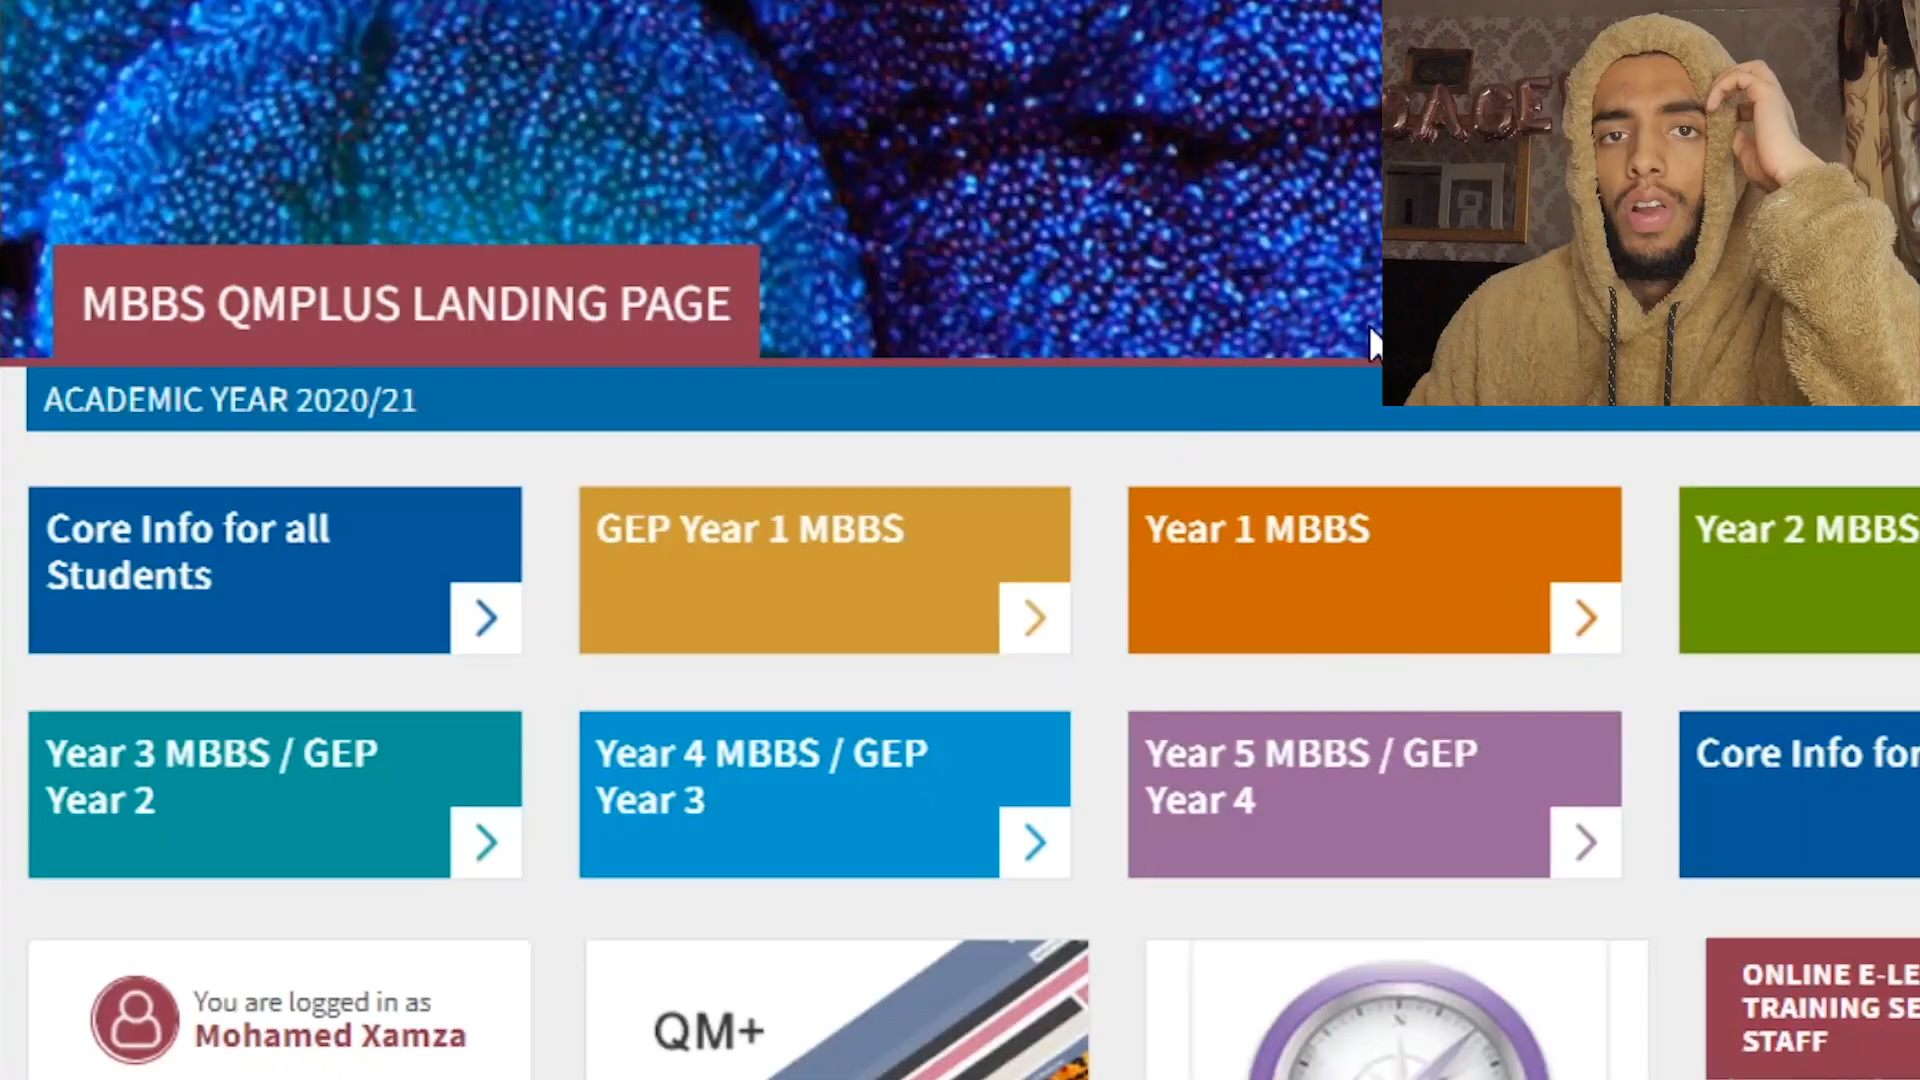 MBBS QMPLUS LANDING PAGE
ACADEMIC YEAR 2020/21
Core Info for all
Students
GEP Year 1 MBBS
Year 1 MBBS
Year 2 MBBS
Year 3 MBBS / GEP
Year 2
Year 4 MBBS / GEP
Year 3
Year 5 MBBS / GEP
Year 4
Core Info for
You are logged in as
Mohamed Xamza
QM+
N
ONLINE E-LE
TRAINING SE
STAFF